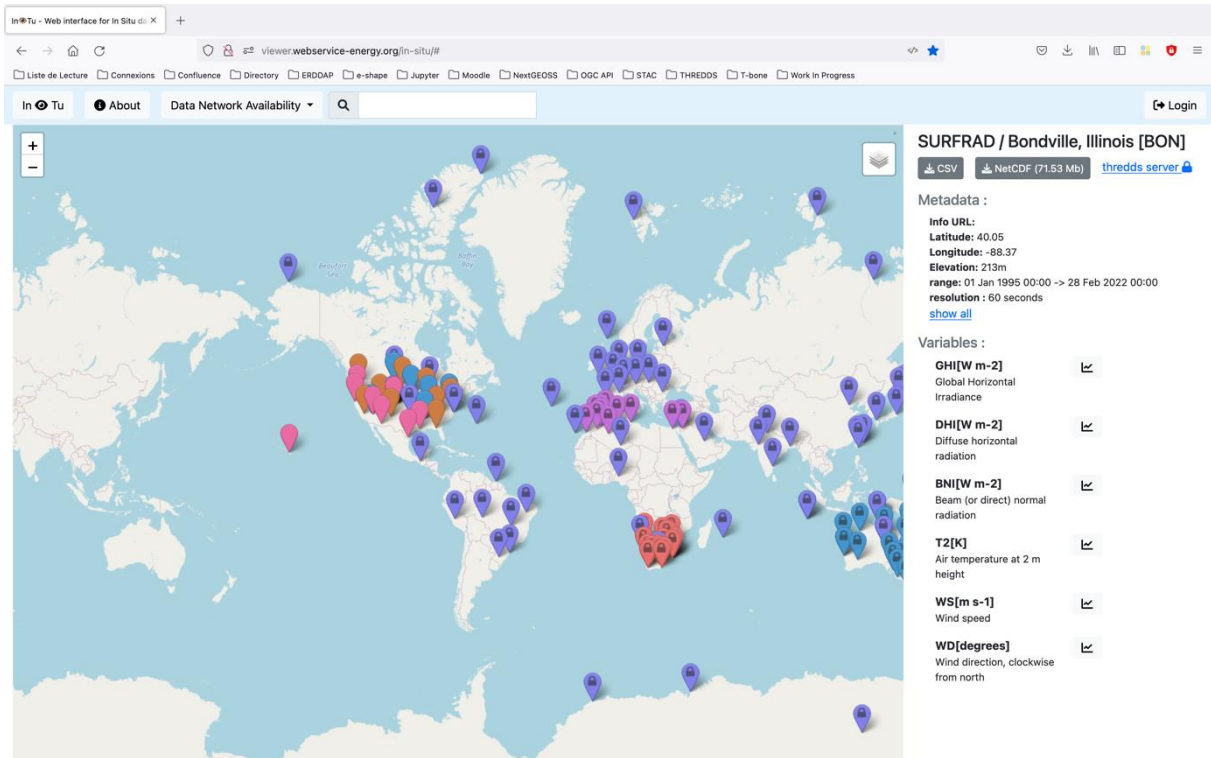 In👁Tu - Web interface for In Situ da
viewer.webservice-energy.org/in-situ/#
Liste de Lecture Connexions Confluence Directory ERDDAP e-shape Jupyter Moodle NextGEOSS OGC API STAC THREDDS T-bone Work In Progress
In 👁 Tu About Data Network Availability Login
+
−
Beaufort Sea
Baffin Bay
SURFRAD / Bondville, Illinois [BON]
CSV NetCDF (71.53 Mb) thredds server
Metadata :
Info URL:
Latitude: 40.05
Longitude: -88.37
Elevation: 213m
range: 01 Jan 1995 00:00 -> 28 Feb 2022 00:00
resolution : 60 seconds
show all
Variables :
GHI[W m-2]
Global Horizontal
Irradiance
DHI[W m-2]
Diffuse horizontal
radiation
BNI[W m-2]
Beam (or direct) normal
radiation
T2[K]
Air temperature at 2 m
height
WS[m s-1]
Wind speed
WD[degrees]
Wind direction, clockwise
from north